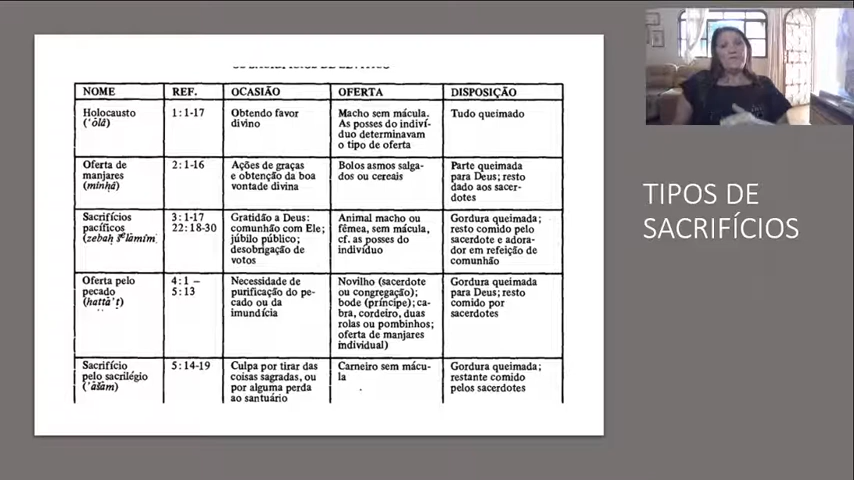 OS SACRIFÍCIOS DE LEVÍTICO
NOME REF. OCASIÃO OFERTA DISPOSIÇÃO
Holocausto
('ōlâ)
1:1-17
Obtendo favor
divino
Macho sem mácula.
As posses do indiví-
duo determinavam
o tipo de oferta
Tudo queimado
Oferta de
manjares
(minḥâ)
2:1-16
Ações de graças
e obtenção da boa
vontade divina
Bolos asmos salga-
dos ou cereais
Parte queimada
para Deus; resto
dado aos sacer-
dotes
Sacrifícios
pacíficos
(zebaḥ šᵉlāmîm)
3:1-17
22:18-30
Gratidão a Deus:
comunhão com Ele;
júbilo público;
desobrigação de
votos
Animal macho ou
fêmea, sem mácula,
cf. as posses do
indivíduo
Gordura queimada;
resto comido pelo
sacerdote e adora-
dor em refeição de
comunhão
Oferta pelo
pecado
(hattā't)
4:1 –
5:13
Necessidade de
purificação do pe-
cado ou da
imundícia
Novilho (sacerdote
ou congregação);
bode (príncipe); ca-
bra, cordeiro, duas
rolas ou pombinhos;
oferta de manjares
individual)
Gordura queimada
para Deus; resto
comido por
sacerdotes
Sacrifício
pelo sacrilégio
('āšām)
5:14-19
Culpa por tirar das
coisas sagradas, ou
por alguma perda
ao santuário
Carneiro sem mácu-
la
Gordura queimada;
restante comido
pelos sacerdotes
TIPOS DE
SACRIFÍCIOS